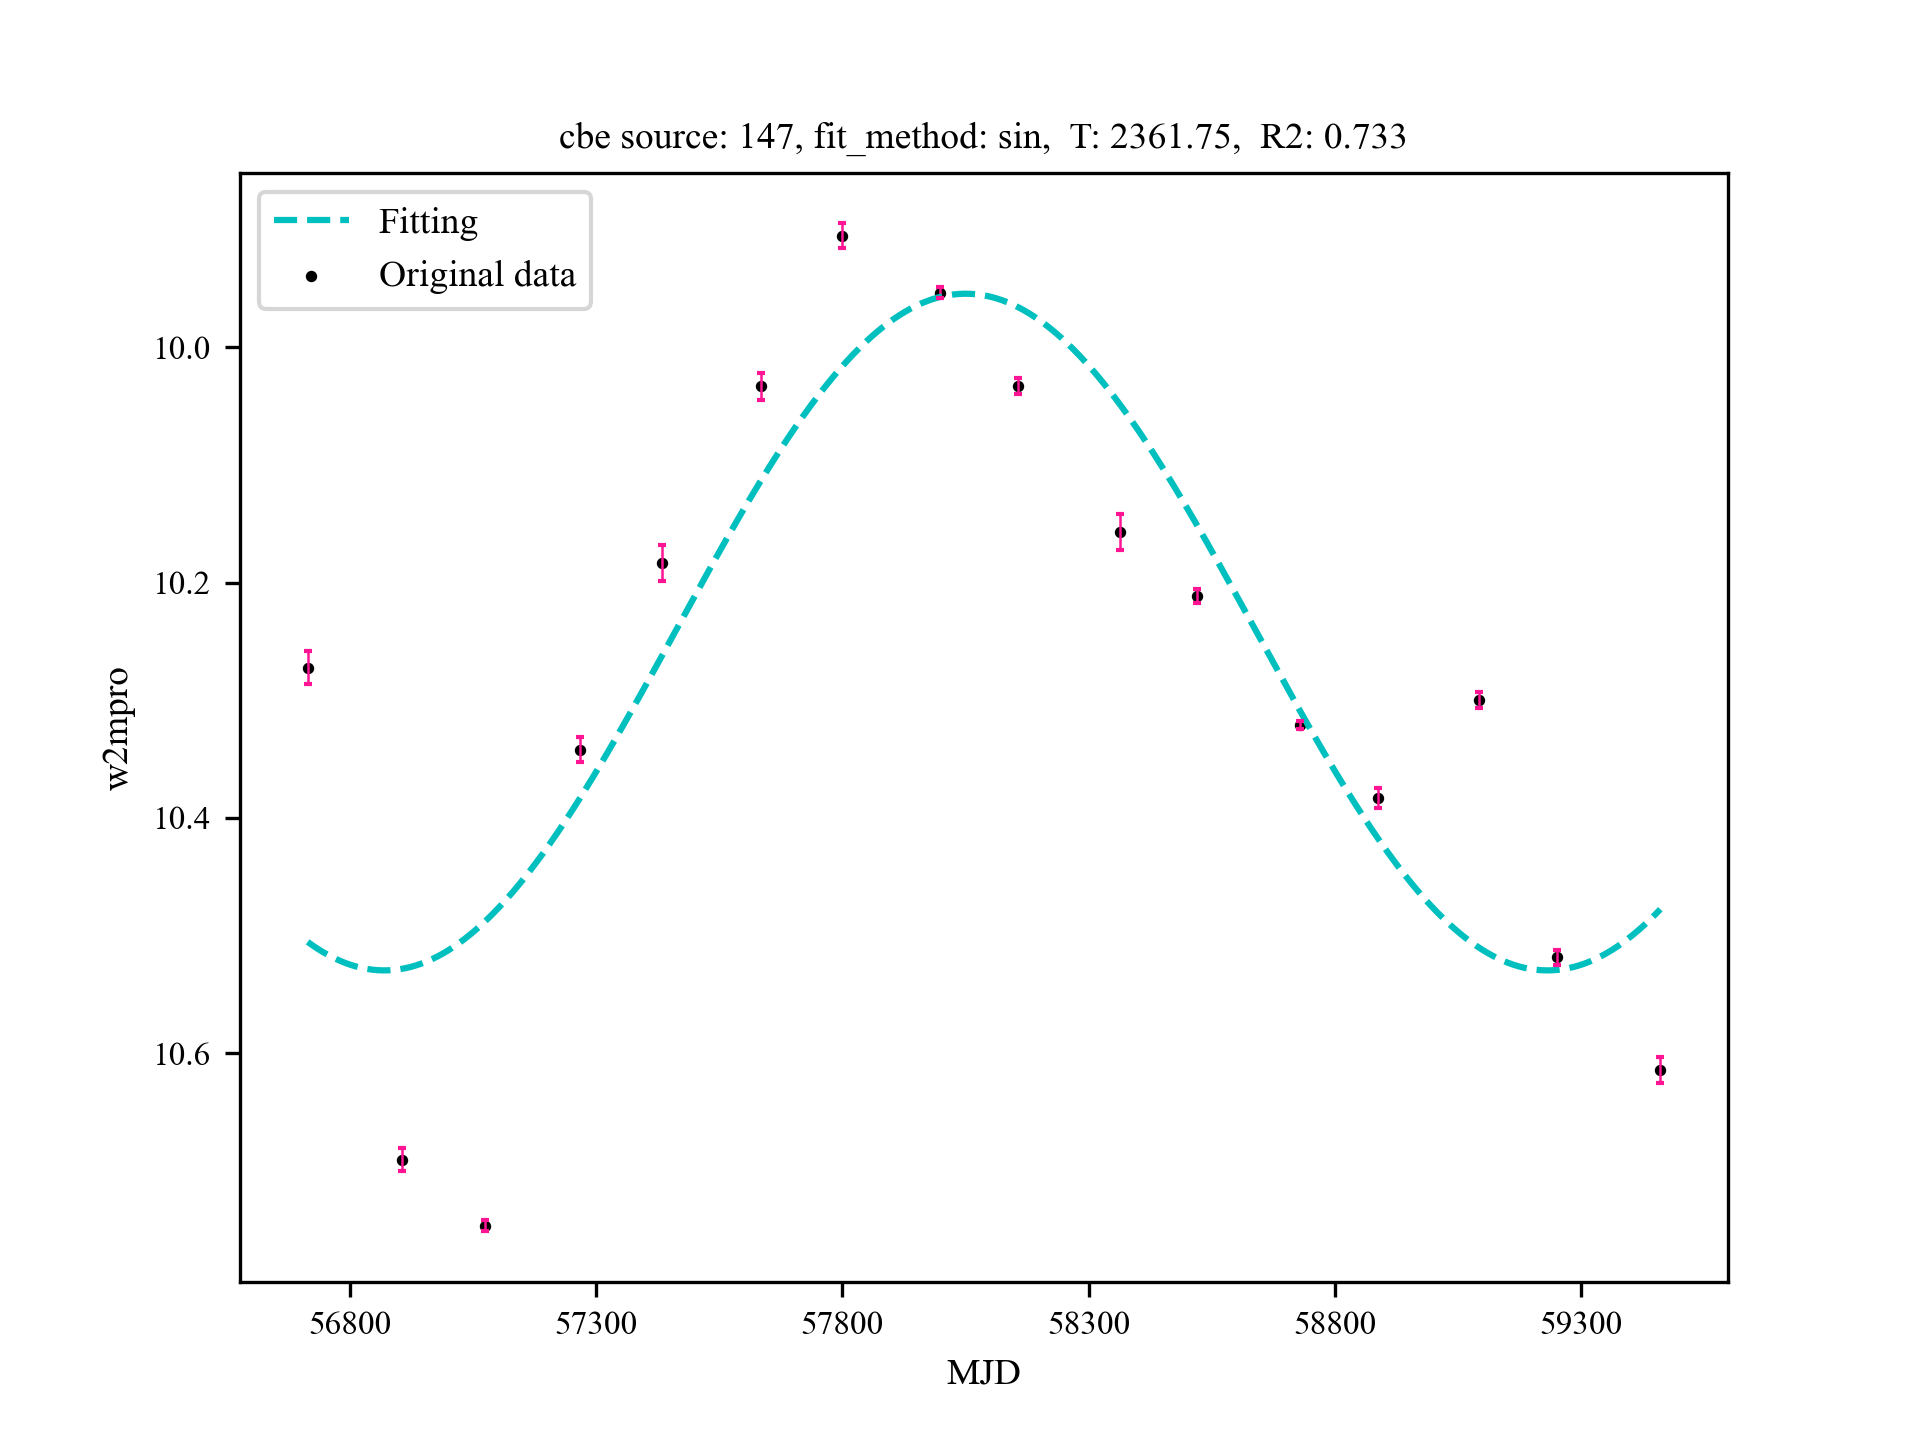 cbe source: 147, fit_method: sin,  T: 2361.75,  R2: 0.733
Fitting
Original data
10.0
10.2
10.4
10.6
w2mpro
56800 57300 57800 58300 58800 59300
MJD